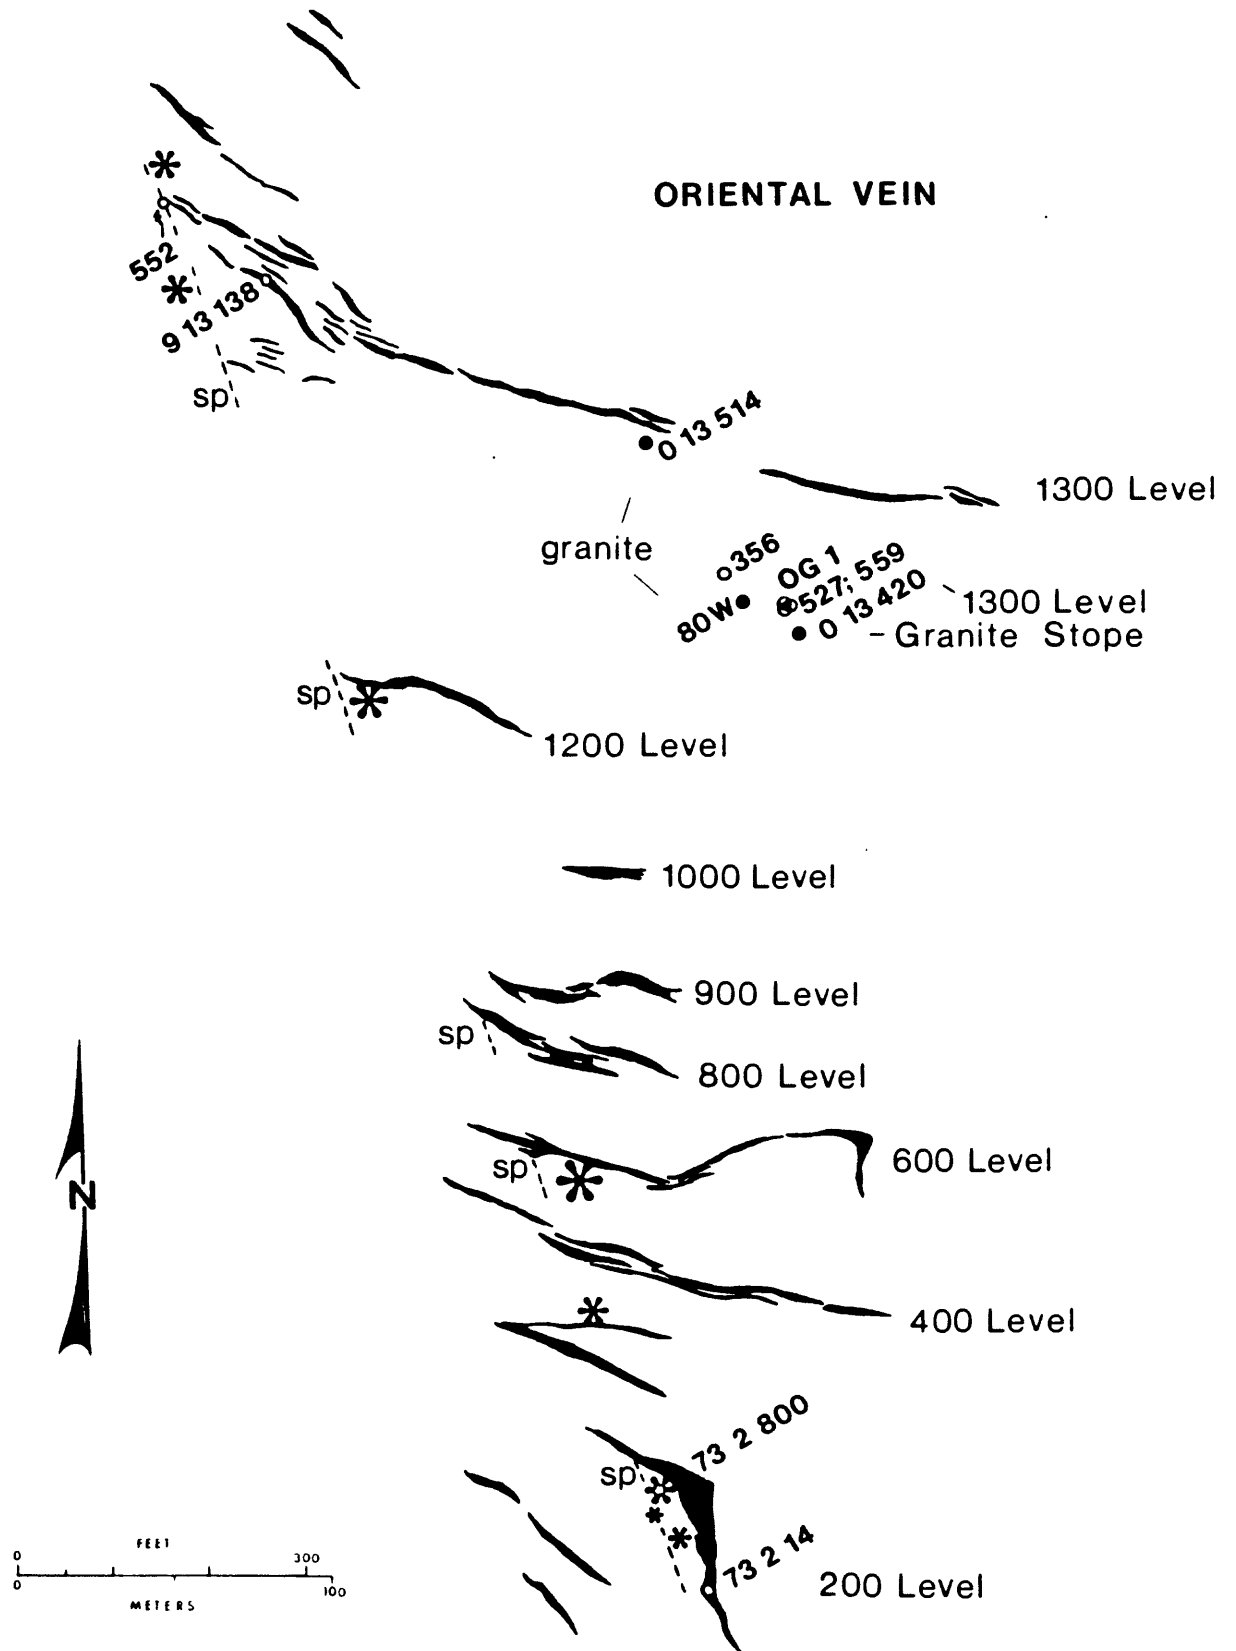 ORIENTAL VEIN
552
9 13 138
sp
0 13 514
1300 Level
granite
356
OG 1
527; 559
80W
0 13 420
1300 Level
Granite Stope
sp
1200 Level
1000 Level
900 Level
sp
800 Level
600 Level
sp
N
400 Level
73 2 800
sp
73 2 14
200 Level
FEET
0 300
0 100
METERS